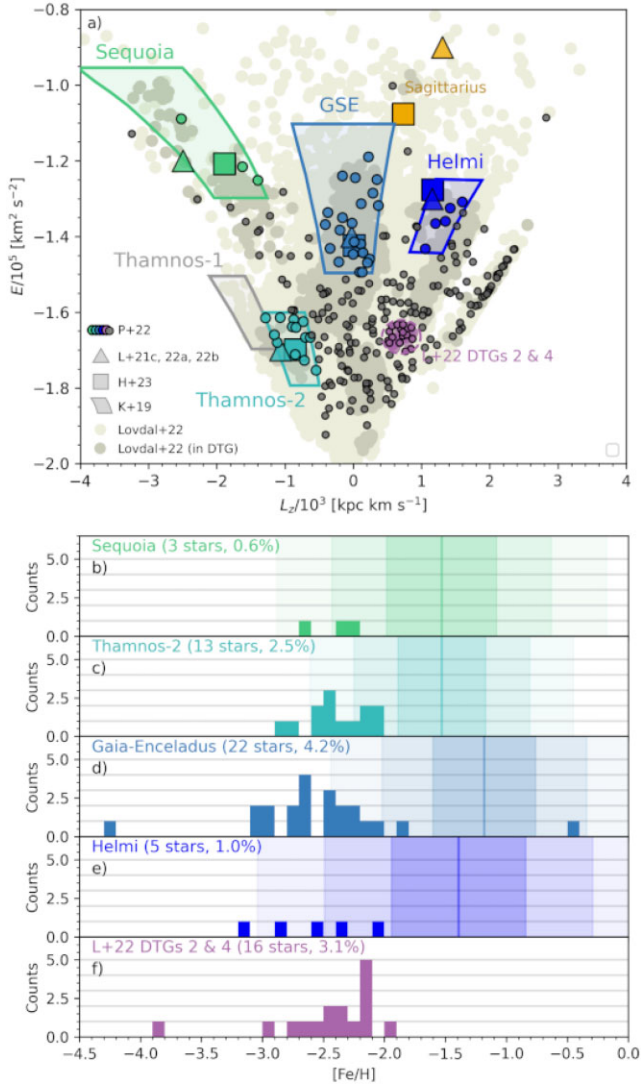 a)
Sequoia
GSE
Sagittarius
Helmi
Thamnos-1
Thamnos-2
L+22 DTGs 2 & 4
P+22
L+21c, 22a, 22b
H+23
K+19
Lovdal+22
Lovdal+22 (in DTG)
E/10⁵ [km² s⁻²]
−0.8
−1.0
−1.2
−1.4
−1.6
−1.8
−2.0
−4 −3 −2 −1 0 1 2 3 4
L_z/10³ [kpc km s⁻¹]
Sequoia (3 stars, 0.6%)
b)
Counts
5.0
2.5
0.0
Thamnos-2 (13 stars, 2.5%)
c)
Counts
5.0
2.5
0.0
Gaia-Enceladus (22 stars, 4.2%)
d)
Counts
5.0
2.5
0.0
Helmi (5 stars, 1.0%)
e)
Counts
5.0
2.5
0.0
L+22 DTGs 2 & 4 (16 stars, 3.1%)
f)
Counts
5.0
2.5
0.0
−4.5 −4.0 −3.5 −3.0 −2.5 −2.0 −1.5 −1.0 −0.5 0.0
[Fe/H]